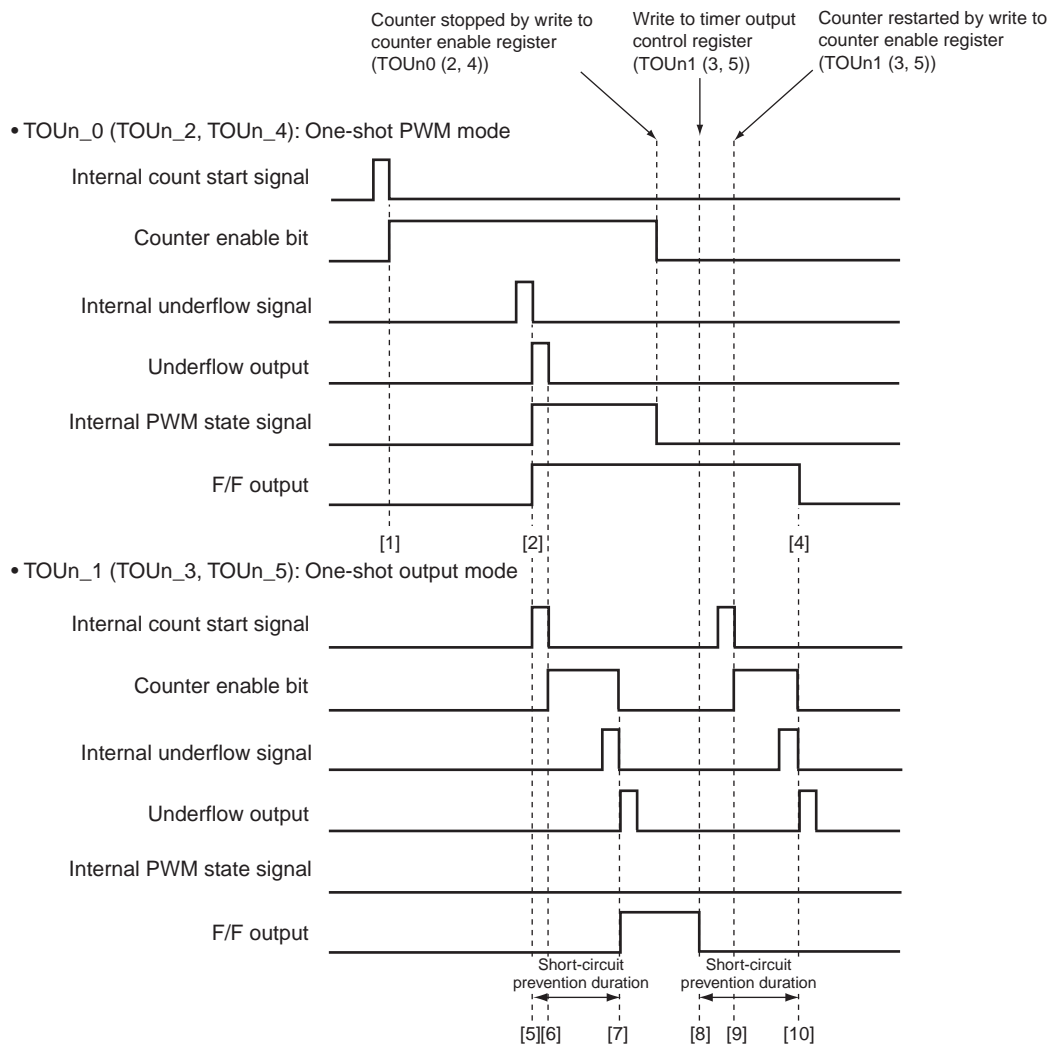 Counter stopped by write to
counter enable register
(TOUn0 (2, 4))
Write to timer output
control register
(TOUn1 (3, 5))
Counter restarted by write to
counter enable register
(TOUn1 (3, 5))
• TOUn_0 (TOUn_2, TOUn_4): One-shot PWM mode
Internal count start signal
Counter enable bit
Internal underflow signal
Underflow output
Internal PWM state signal
F/F output
[1] [2] [4]
• TOUn_1 (TOUn_3, TOUn_5): One-shot output mode
Internal count start signal
Counter enable bit
Internal underflow signal
Underflow output
Internal PWM state signal
F/F output
Short-circuit
prevention duration
Short-circuit
prevention duration
[5][6] [7] [8] [9] [10]